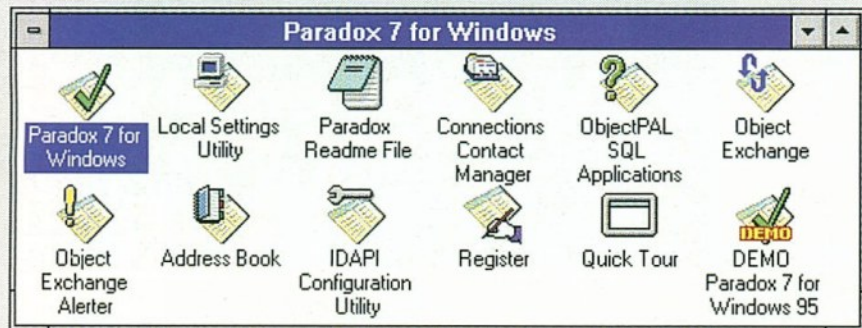 Paradox 7 for Windows
Paradox 7 for
Windows
Local Settings
Utility
Paradox
Readme File
Connections
Contact
Manager
ObjectPAL
SQL
Applications
Object
Exchange
Object
Exchange
Alerter
Address Book
IDAPI
Configuration
Utility
Register
Quick Tour
DEMO
DEMO
Paradox 7 for
Windows 95